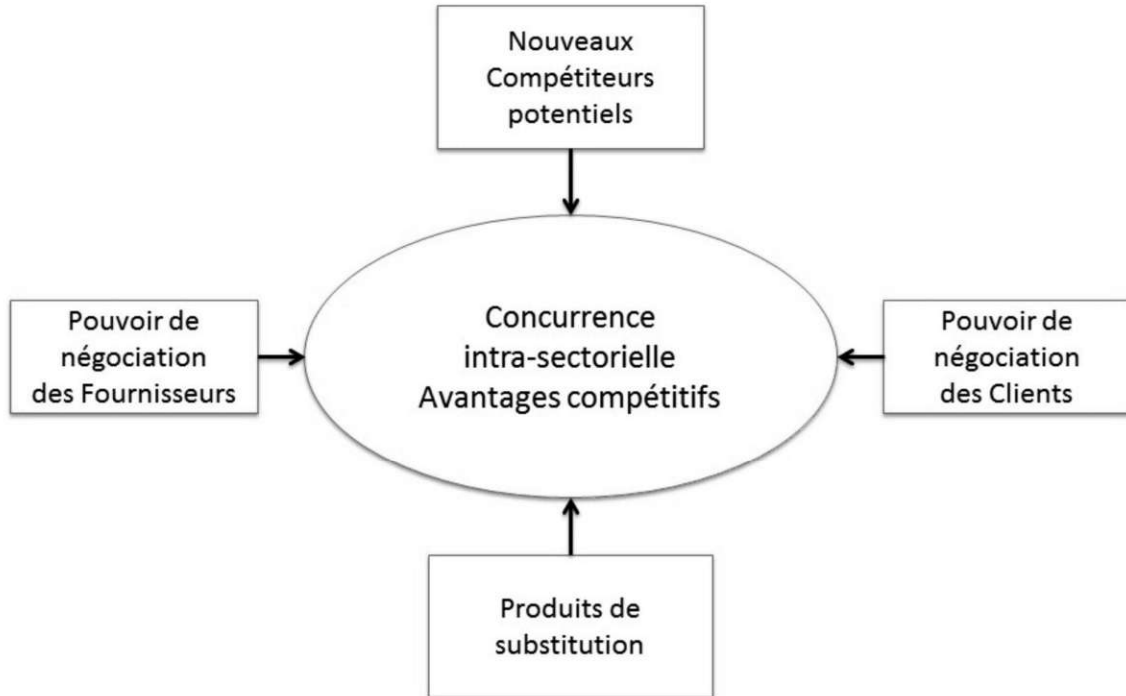 Nouveaux
Compétiteurs
potentiels
Pouvoir de
négociation
des Fournisseurs
Concurrence
intra-sectorielle
Avantages compétitifs
Pouvoir de
négociation
des Clients
Produits de
substitution